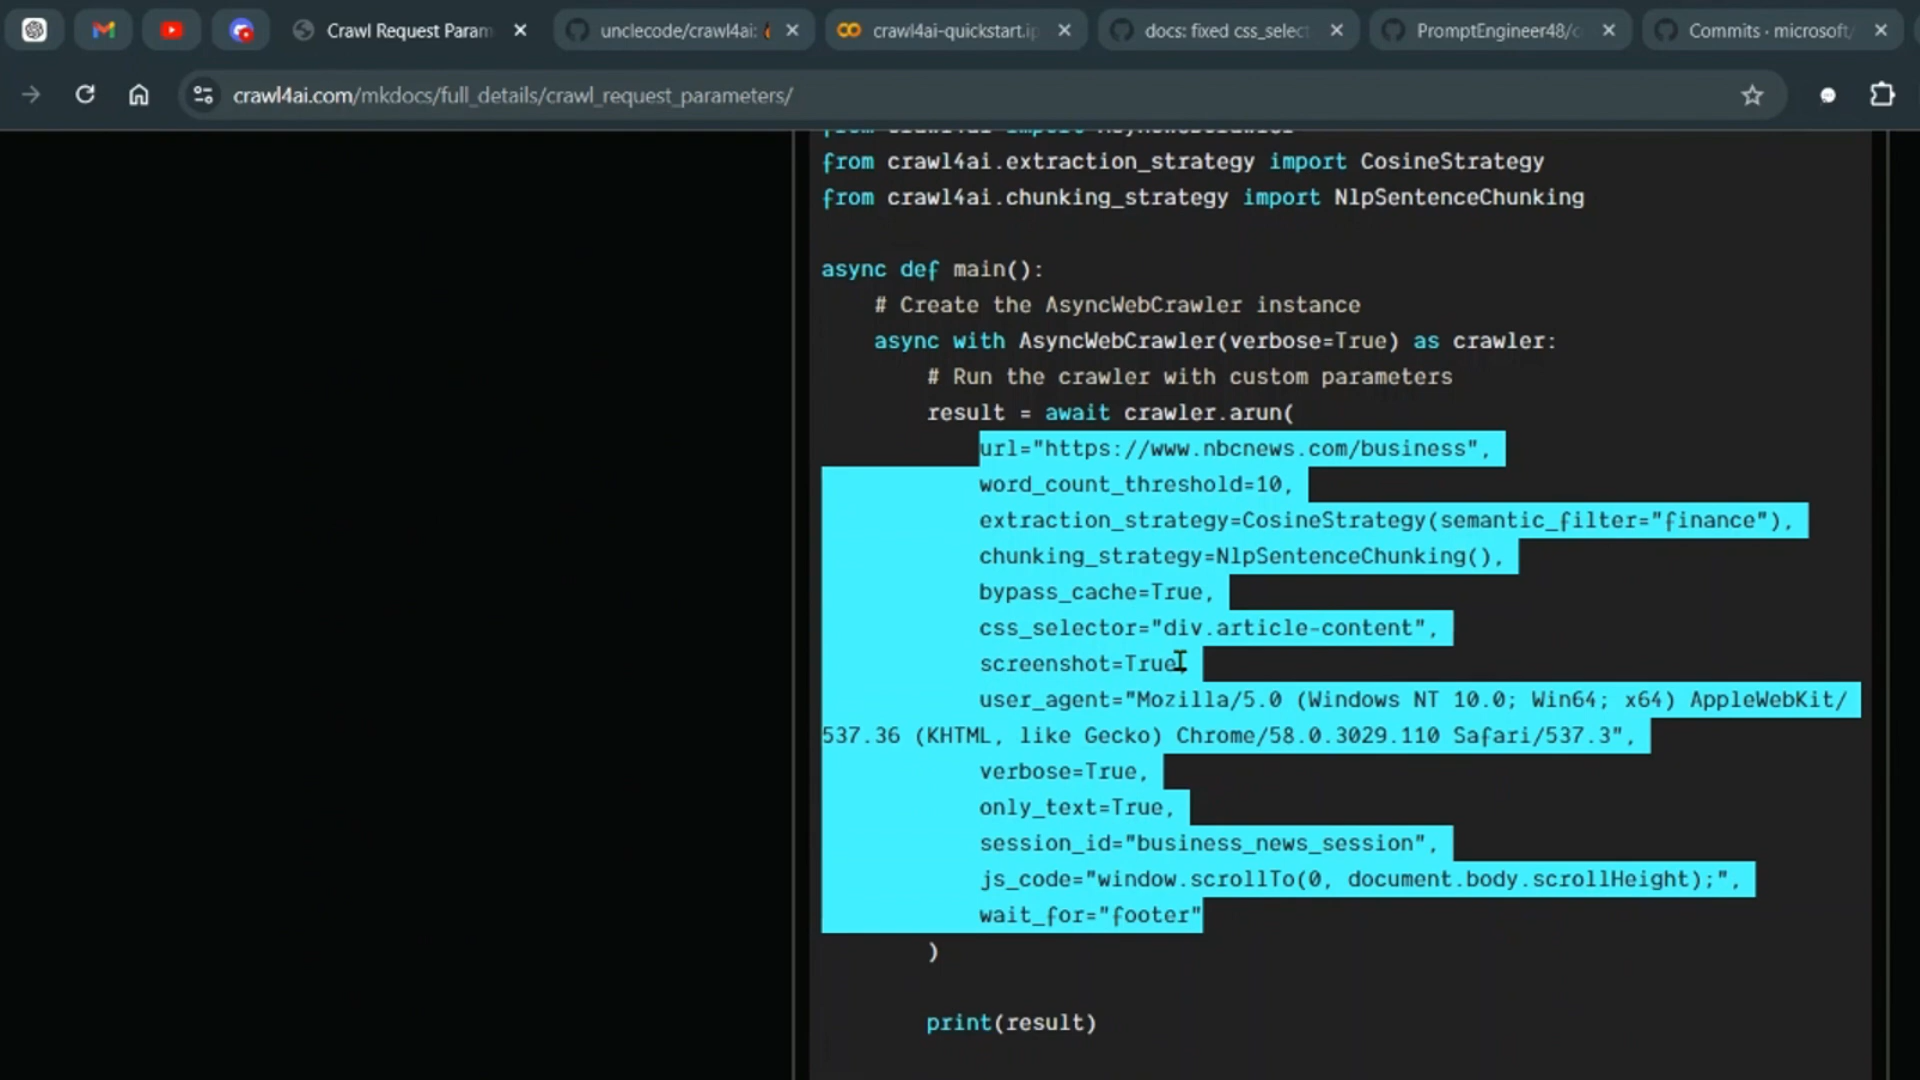 Crawl Request Param
unclecode/crawl4ai:
crawl4ai-quickstart.ip
docs: fixed css_select
PromptEngineer48/c
Commits · microsoft/
crawl4ai.com/mkdocs/full_details/crawl_request_parameters/
from crawl4ai import AsyncWebCrawler
from crawl4ai.extraction_strategy import CosineStrategy
from crawl4ai.chunking_strategy import NlpSentenceChunking
async def main():
# Create the AsyncWebCrawler instance
async with AsyncWebCrawler(verbose=True) as crawler:
# Run the crawler with custom parameters
result = await crawler.arun(
url="https://www.nbcnews.com/business",
word_count_threshold=10,
extraction_strategy=CosineStrategy(semantic_filter="finance"),
chunking_strategy=NlpSentenceChunking(),
bypass_cache=True,
css_selector="div.article-content",
screenshot=True,
user_agent="Mozilla/5.0 (Windows NT 10.0; Win64; x64) AppleWebKit/
537.36 (KHTML, like Gecko) Chrome/58.0.3029.110 Safari/537.3",
verbose=True,
only_text=True,
session_id="business_news_session",
js_code="window.scrollTo(0, document.body.scrollHeight);",
wait_for="footer"
)
print(result)